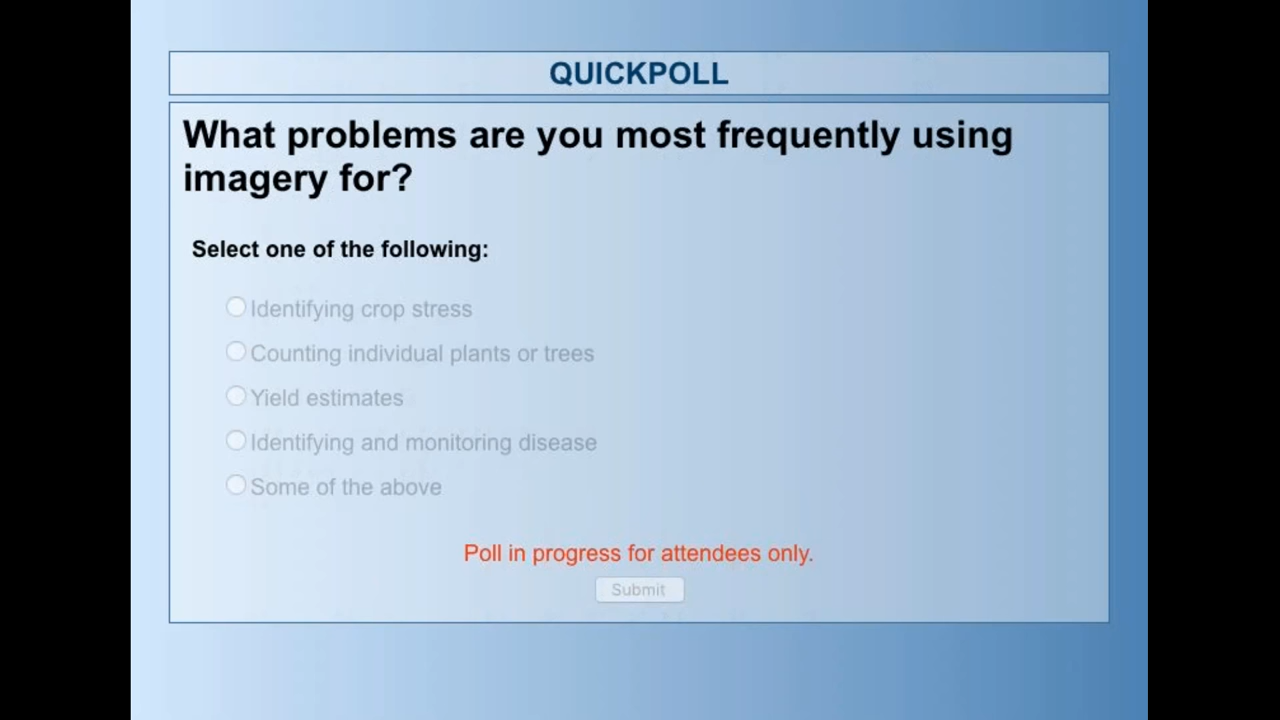 QUICKPOLL
What problems are you most frequently using
imagery for?
Select one of the following:
Identifying crop stress
Counting individual plants or trees
Yield estimates
Identifying and monitoring disease
Some of the above
Poll in progress for attendees only.
Submit